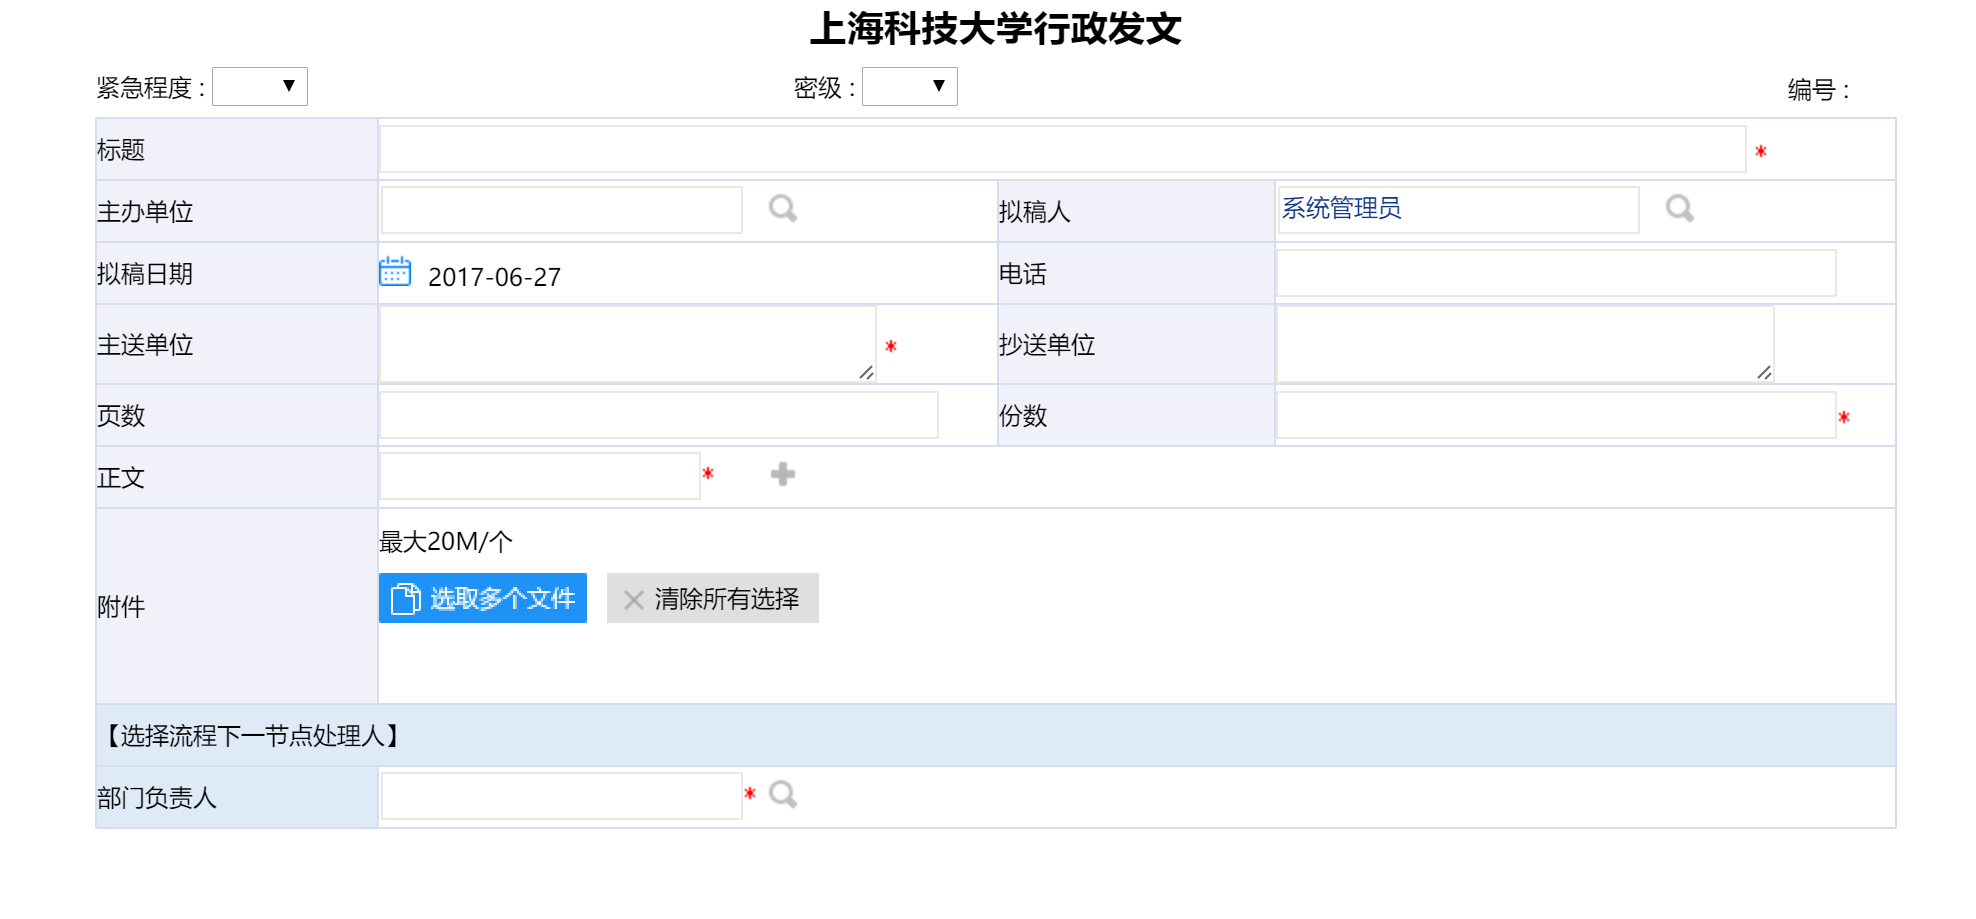 上海科技大学行政发文
紧急程度 : 密级 : 编号 :
标题 *
主办单位 拟稿人 系统管理员
拟稿日期 2017-06-27 电话
主送单位 * 抄送单位
页数 份数 *
正文 *
最大20M/个
附件
选取多个文件 清除所有选择
【选择流程下一节点处理人】
部门负责人 *